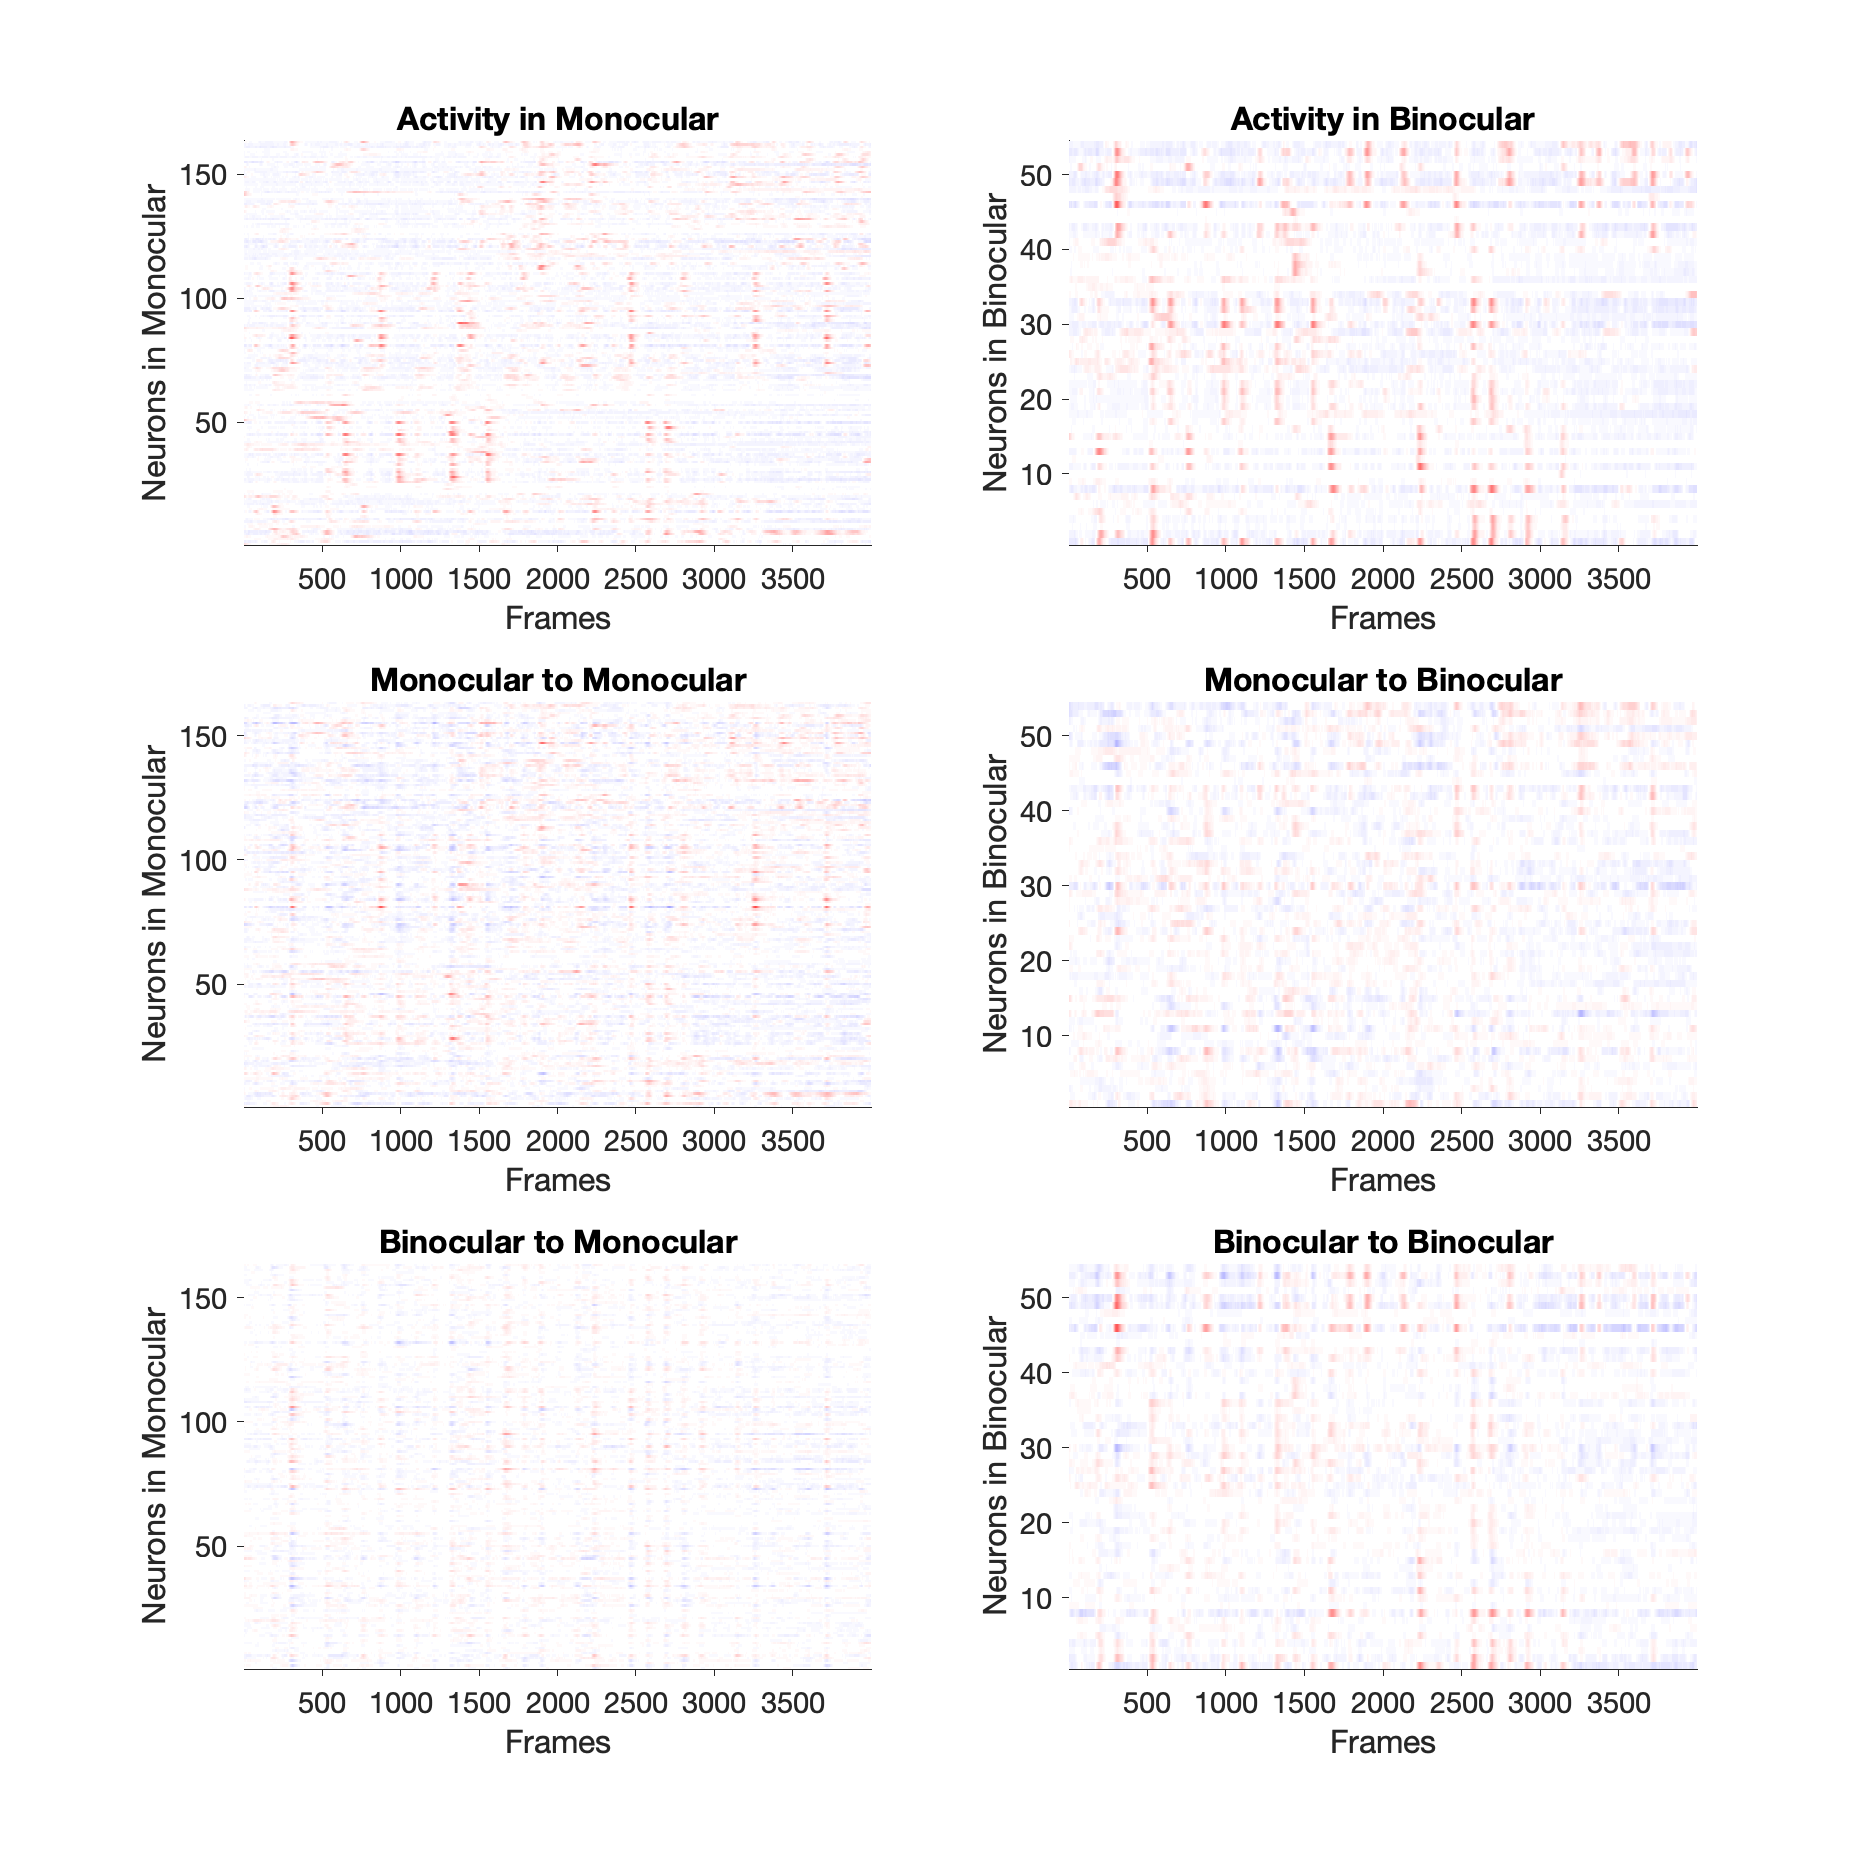 Activity in Monocular
Neurons in Monocular
150
100
50
500 1000 1500 2000 2500 3000 3500
Frames
Activity in Binocular
Neurons in Binocular
50
40
30
20
10
500 1000 1500 2000 2500 3000 3500
Frames
Monocular to Monocular
Neurons in Monocular
150
100
50
500 1000 1500 2000 2500 3000 3500
Frames
Monocular to Binocular
Neurons in Binocular
50
40
30
20
10
500 1000 1500 2000 2500 3000 3500
Frames
Binocular to Monocular
Neurons in Monocular
150
100
50
500 1000 1500 2000 2500 3000 3500
Frames
Binocular to Binocular
Neurons in Binocular
50
40
30
20
10
500 1000 1500 2000 2500 3000 3500
Frames